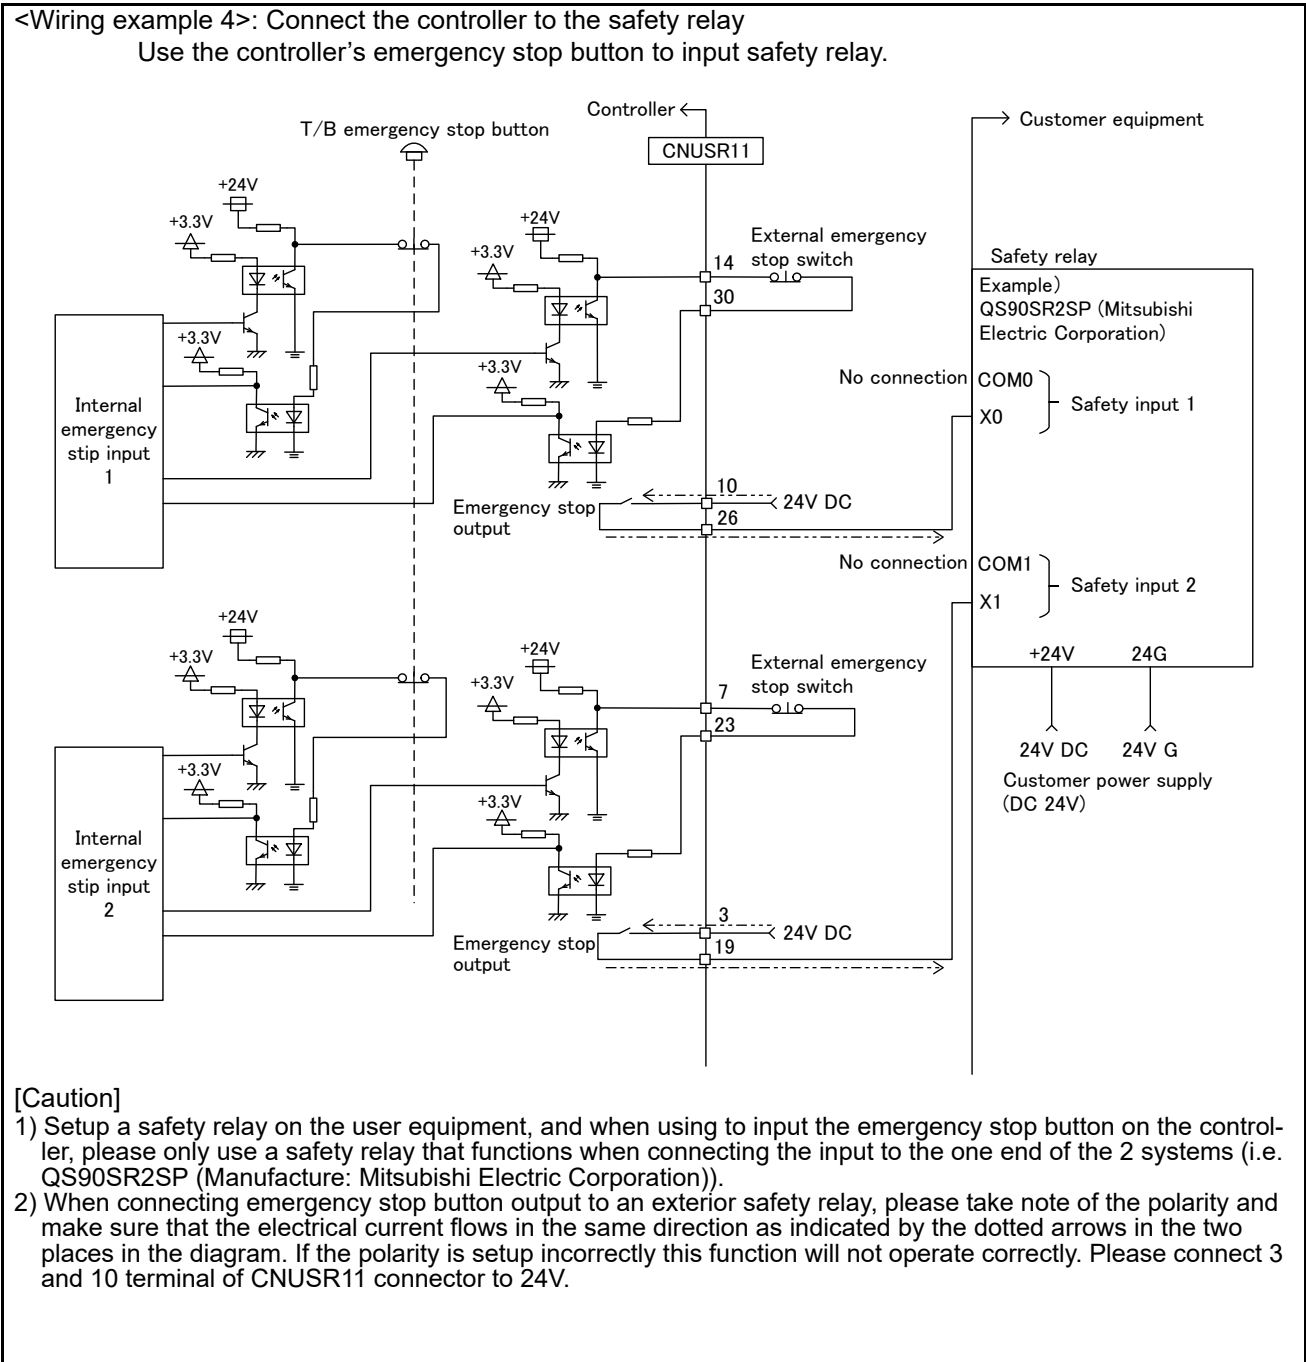 <Wiring example 4>: Connect the controller to the safety relay
Use the controller's emergency stop button to input safety relay.
Controller
T/B emergency stop button
Customer equipment
CNUSR11
+24V
+3.3V
+24V
+3.3V
14
External emergency
stop switch
30
Safety relay
Example)
QS90SR2SP (Mitsubishi
Electric Corporation)
+3.3V
+3.3V
No connection
COM0
X0
Safety input 1
Internal
emergency
stip input
1
Emergency stop
output
10
24V DC
26
No connection
COM1
X1
Safety input 2
+24V
+3.3V
+24V
+3.3V
7
External emergency
stop switch
23
+24V
24G
24V DC
24V G
Customer power supply
(DC 24V)
+3.3V
+3.3V
Internal
emergency
stip input
2
Emergency stop
output
3
24V DC
19
[Caution]
1) Setup a safety relay on the user equipment, and when using to input the emergency stop button on the control-
ler, please only use a safety relay that functions when connecting the input to the one end of the 2 systems (i.e.
QS90SR2SP (Manufacture: Mitsubishi Electric Corporation)).
2) When connecting emergency stop button output to an exterior safety relay, please take note of the polarity and
make sure that the electrical current flows in the same direction as indicated by the dotted arrows in the two
places in the diagram. If the polarity is setup incorrectly this function will not operate correctly. Please connect 3
and 10 terminal of CNUSR11 connector to 24V.